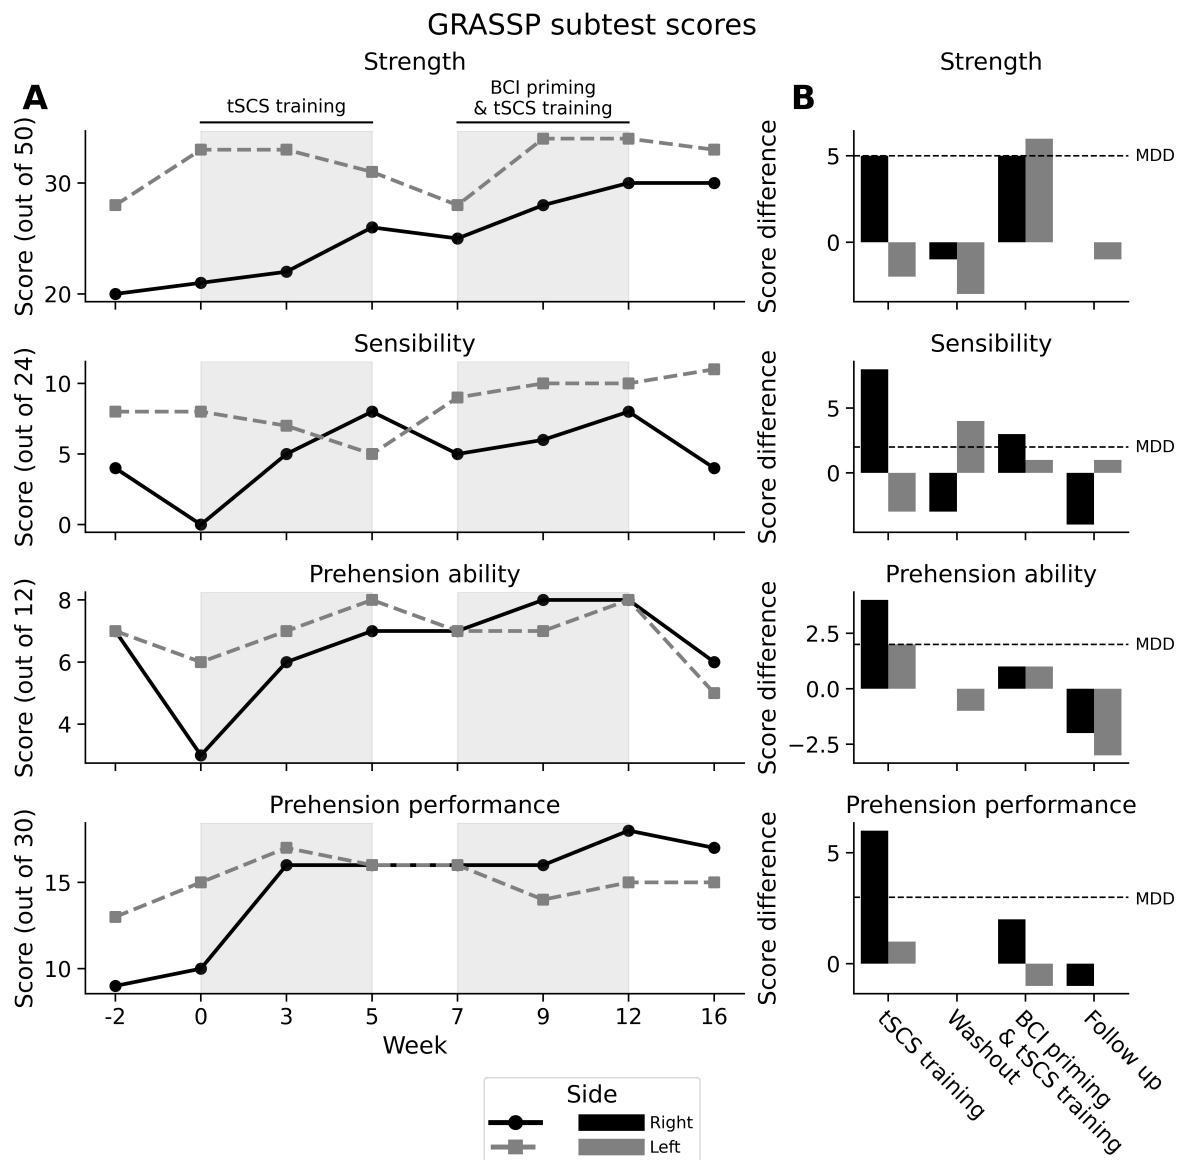 GRASSP subtest scores
A
Strength
tSCS training
BCI priming
& tSCS training
Score (out of 50)
30
20
B
Strength
Score difference
5
0
MDD
Sensibility
Score (out of 24)
10
5
0
Sensibility
Score difference
5
0
MDD
Prehension ability
Score (out of 12)
8
6
4
Prehension ability
Score difference
2.5
0.0
−2.5
MDD
Prehension performance
Score (out of 30)
15
10
-2 0 3 5 7 9 12 16
Week
Prehension performance
Score difference
5
0
MDD
tSCS training
Washout
BCI priming
& tSCS training
Follow up
Side
Right
Left